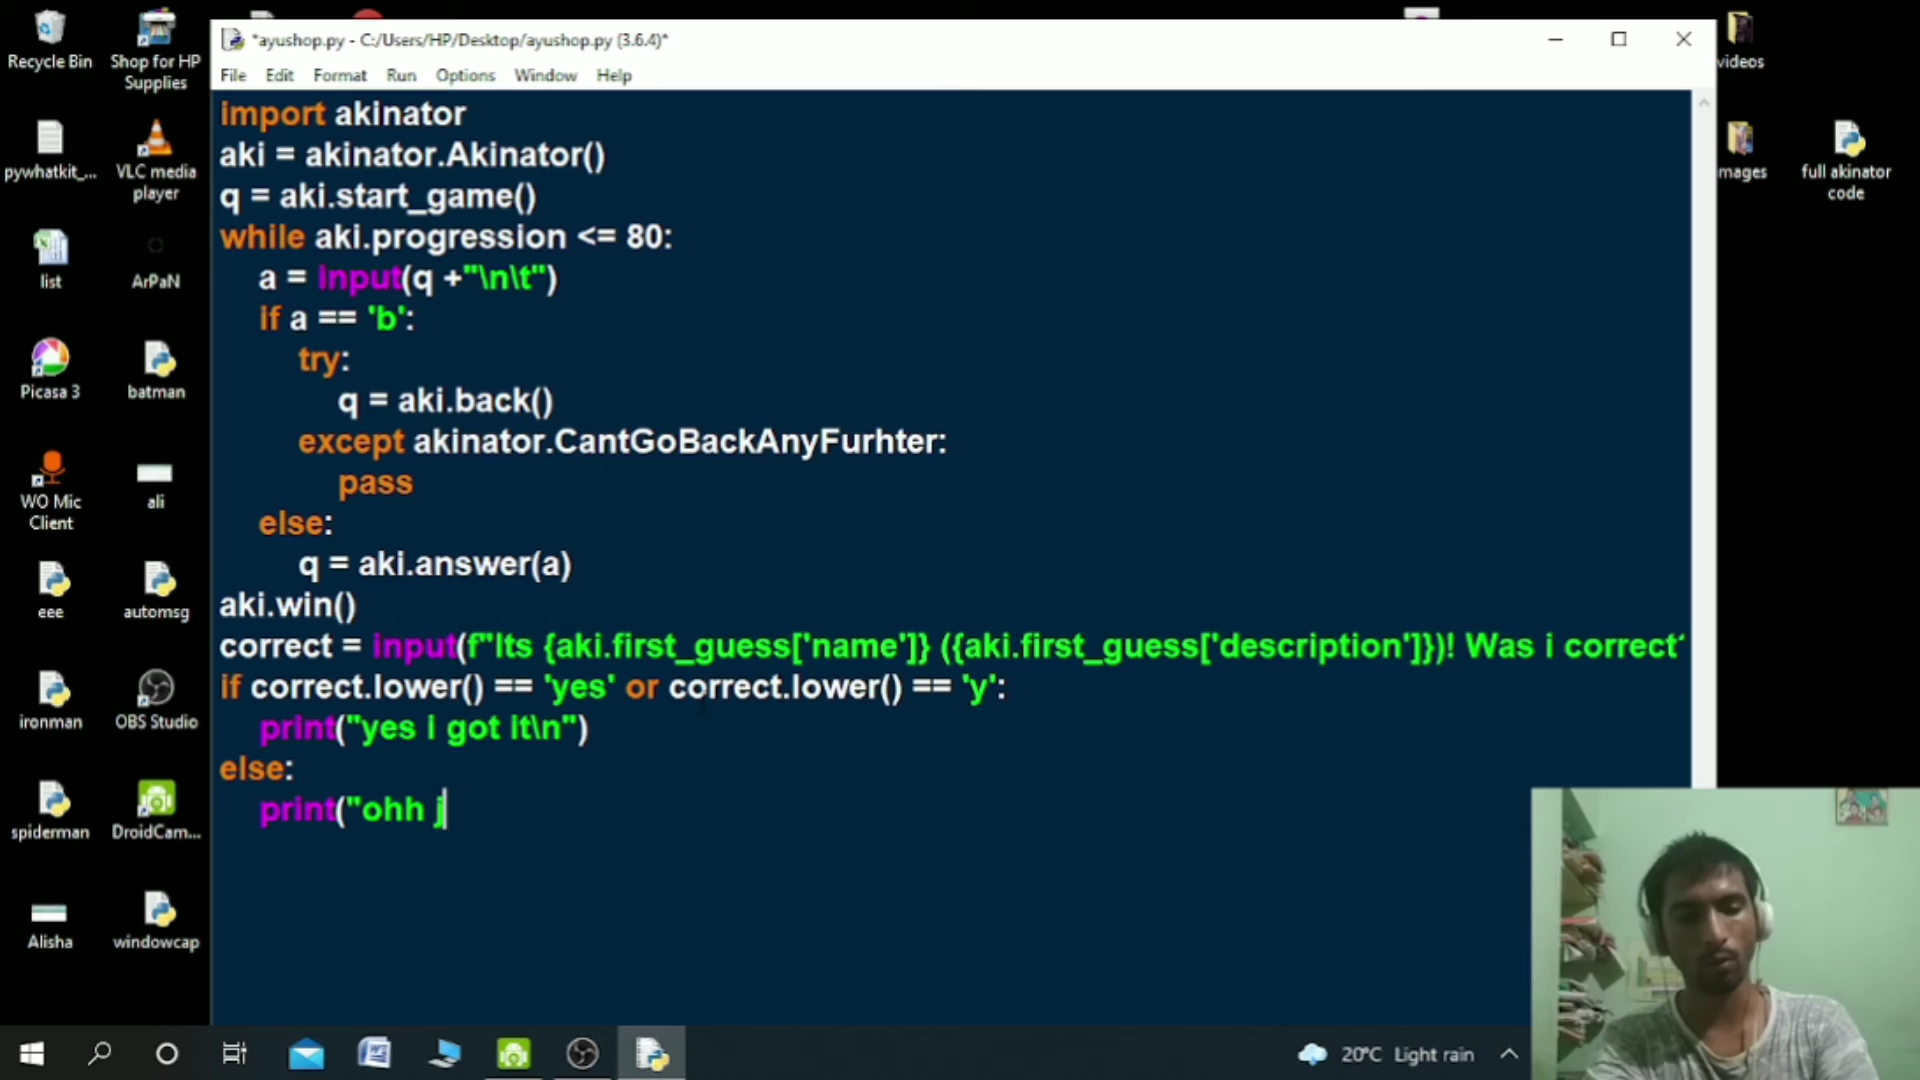 Recycle Bin
Shop for HP
Supplies
pywhatkit_...
VLC media
player
list
ArPaN
Picasa 3
batman
WO Mic
Client
ali
eee
automsg
ironman
OBS Studio
spiderman
DroidCam...
Alisha
windowcap
*ayushop.py - C:/Users/HP/Desktop/ayushop.py (3.6.4)*
File Edit Format Run Options Window Help
import akinator
aki = akinator.Akinator()
q = aki.start_game()
while aki.progression <= 80:
a = input(q +"\n\t")
if a == 'b':
try:
q = aki.back()
except akinator.CantGoBackAnyFurhter:
pass
else:
q = aki.answer(a)
aki.win()
correct = input(f"Its {aki.first_guess['name']} ({aki.first_guess['description']})! Was i correct
if correct.lower() == 'yes' or correct.lower() == 'y':
print("yes i got it\n")
else:
print("ohh j
videos
mages
full akinator
code
20°C Light rain